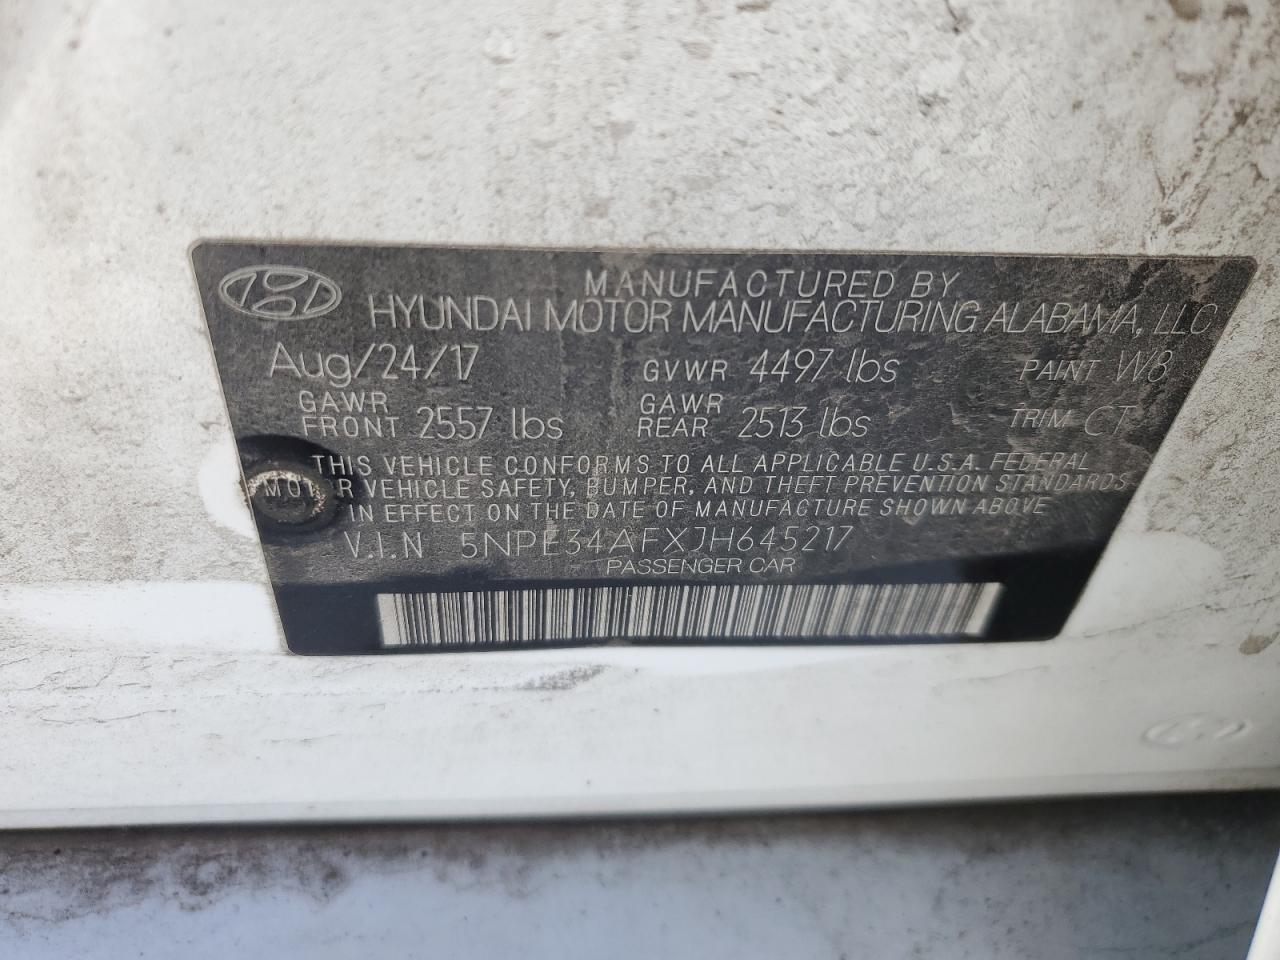 MANUFACTURED BY
HYUNDAI MOTOR MANUFACTURING ALABAMA, LLC
Aug/24/17 GVWR 4497 lbs PAINT W8
GAWR FRONT 2557 lbs GAWR REAR 2513 lbs TRIM CT
THIS VEHICLE CONFORMS TO ALL APPLICABLE U.S.A. FEDERAL
MOTOR VEHICLE SAFETY, BUMPER, AND THEFT PREVENTION STANDARDS
IN EFFECT ON THE DATE OF MANUFACTURE SHOWN ABOVE
V.I.N 5NPE34AFXJH645217
PASSENGER CAR